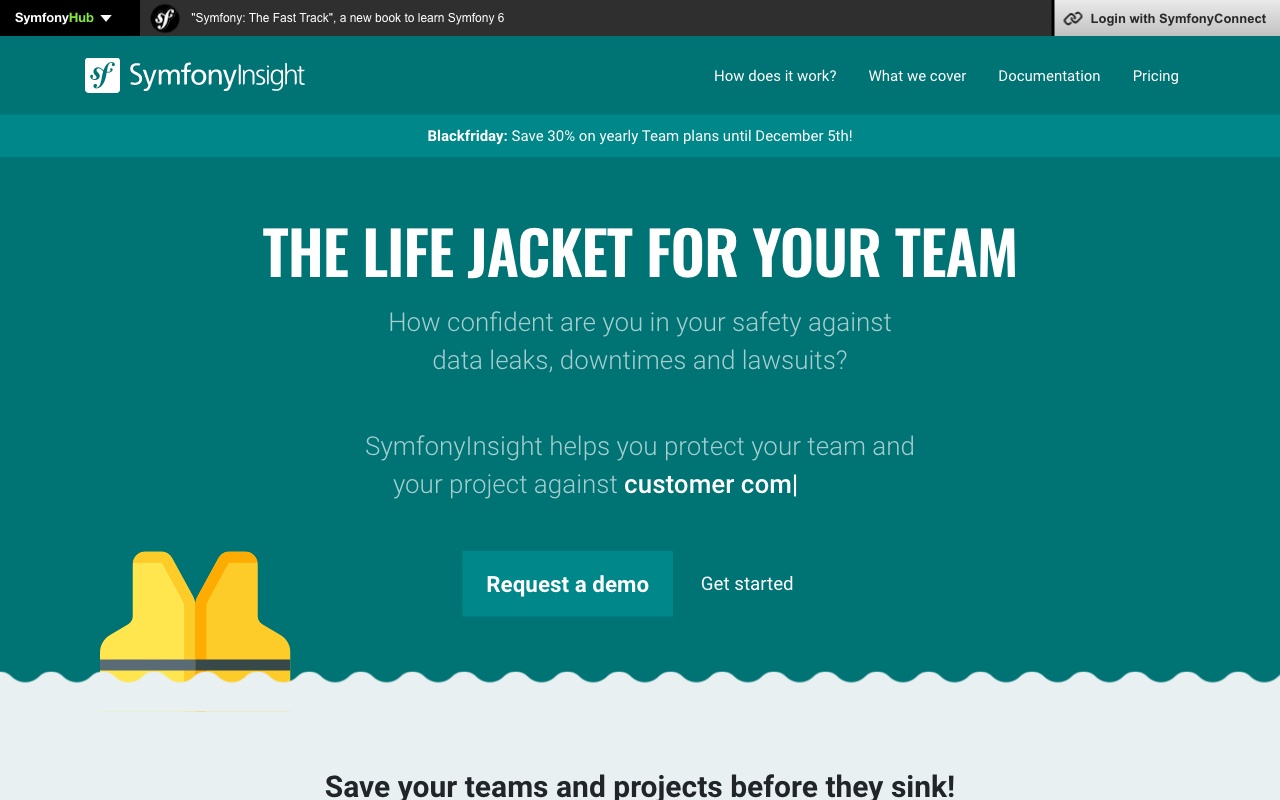 SymfonyHub
"Symfony: The Fast Track", a new book to learn Symfony 6
Login with SymfonyConnect
sf SymfonyInsight
How does it work?
What we cover
Documentation
Pricing
Blackfriday: Save 30% on yearly Team plans until December 5th!
THE LIFE JACKET FOR YOUR TEAM
How confident are you in your safety against
data leaks, downtimes and lawsuits?
SymfonyInsight helps you protect your team and
your project against customer com|
Request a demo
Get started
Save your teams and projects before they sink!